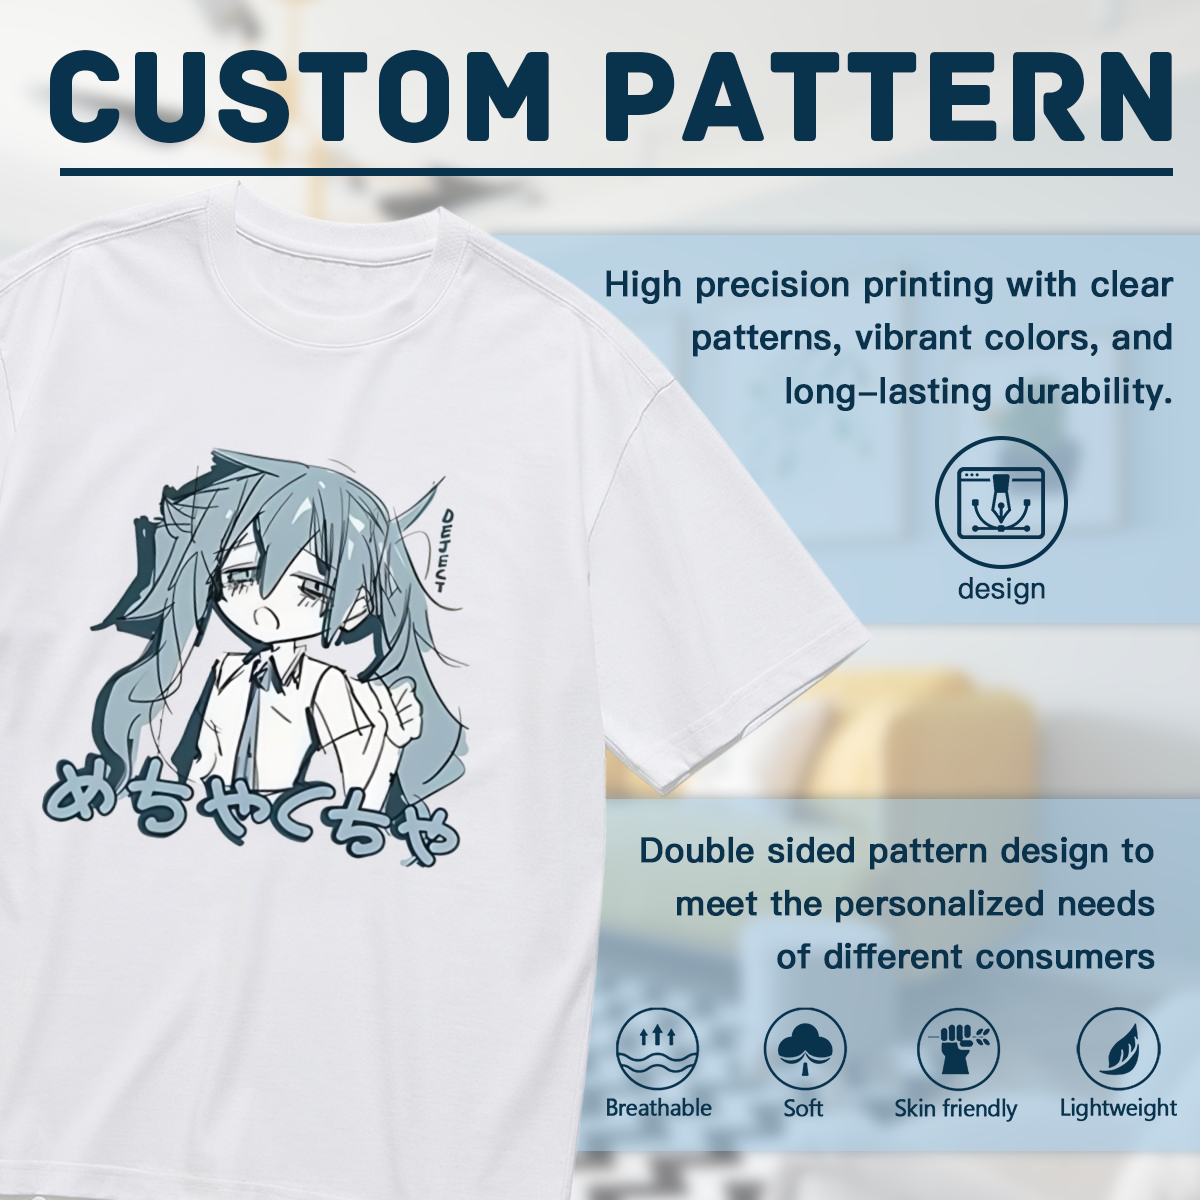 CUSTOM PATTERN
High precision printing with clear
patterns, vibrant colors, and
long-lasting durability.
design
DEJECT
めちゃくちゃ
Double sided pattern design to
meet the personalized needs
of different consumers
Breathable
Soft
Skin friendly
Lightweight